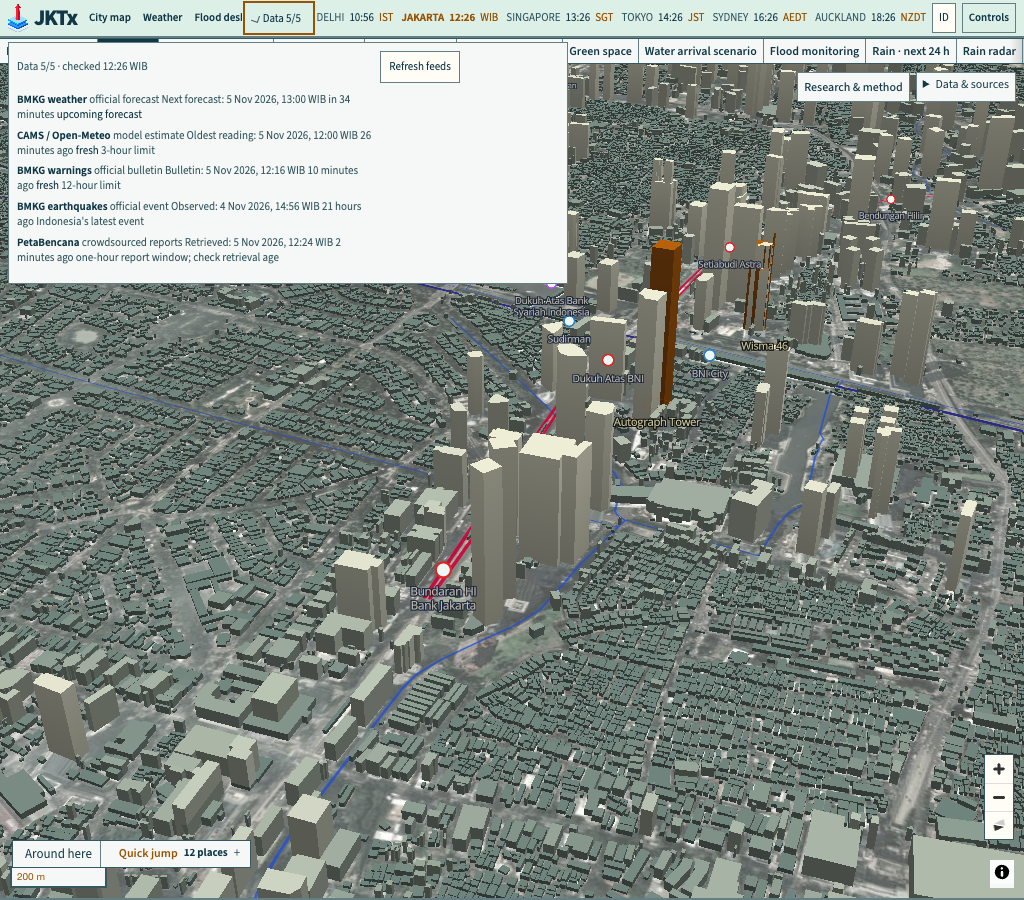 JKTx
City map
Weather
Flood desl
Data 5/5
DELHI 10:56 IST
JAKARTA 12:26 WIB
SINGAPORE 13:26 SGT
TOKYO 14:26 JST
SYDNEY 16:26 AEDT
AUCKLAND 18:26 NZDT
ID
Controls
Green space
Water arrival scenario
Flood monitoring
Rain · next 24 h
Rain radar
Data 5/5 · checked 12:26 WIB
Refresh feeds
BMKG weather official forecast Next forecast: 5 Nov 2026, 13:00 WIB in 34
minutes upcoming forecast
CAMS / Open-Meteo model estimate Oldest reading: 5 Nov 2026, 12:00 WIB 26
minutes ago fresh 3-hour limit
BMKG warnings official bulletin Bulletin: 5 Nov 2026, 12:16 WIB 10 minutes
ago fresh 12-hour limit
BMKG earthquakes official event Observed: 4 Nov 2026, 14:56 WIB 21 hours
ago Indonesia's latest event
PetaBencana crowdsourced reports Retrieved: 5 Nov 2026, 12:24 WIB 2
minutes ago one-hour report window; check retrieval age
Research & method
Data & sources
Bendungan Hilir
Setiabudi Astra
Dukuh Atas Bank
Syariah Indonesia
Sudirman
Wisma 46
BNI City
Dukuh Atas BNI
Autograph Tower
Bundaran HI
Bank Jakarta
+
−
Around here
Quick jump 12 places +
200 m